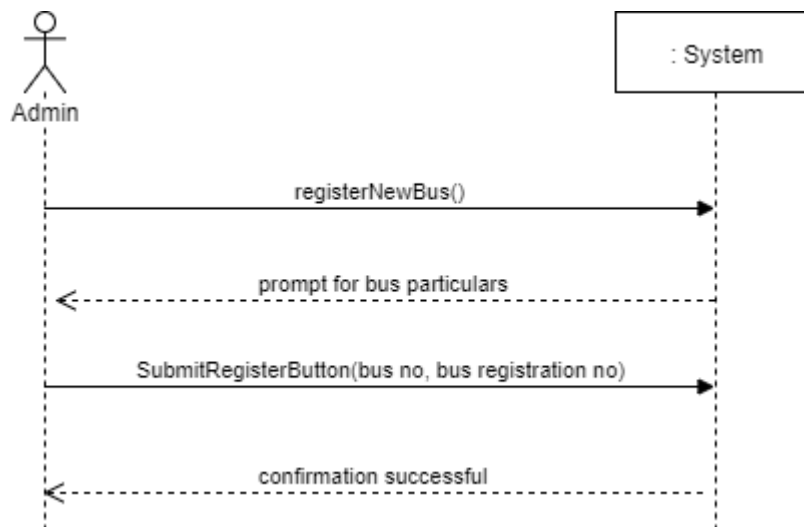 : System
Admin
registerNewBus()
prompt for bus particulars
SubmitRegisterButton(bus no, bus registration no)
confirmation successful